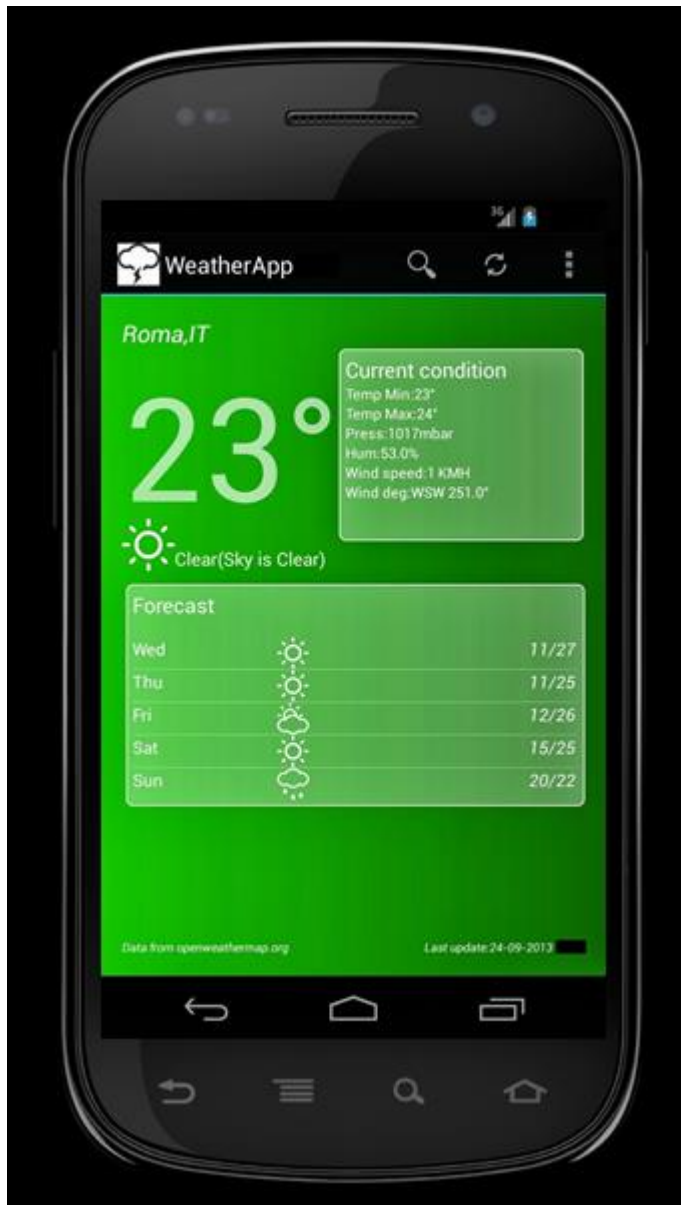 3G
WeatherApp
Roma,IT
23°
Current condition
Temp Min:23°
Temp Max:24°
Press:1017mbar
Hum:53.0%
Wind speed:1 KMH
Wind deg:WSW 251.0°
Clear(Sky is Clear)
Forecast
Wed 11/27
Thu 11/25
Fri 12/26
Sat 15/25
Sun 20/22
Data from openweathermap.org
Last update:24-09-2013